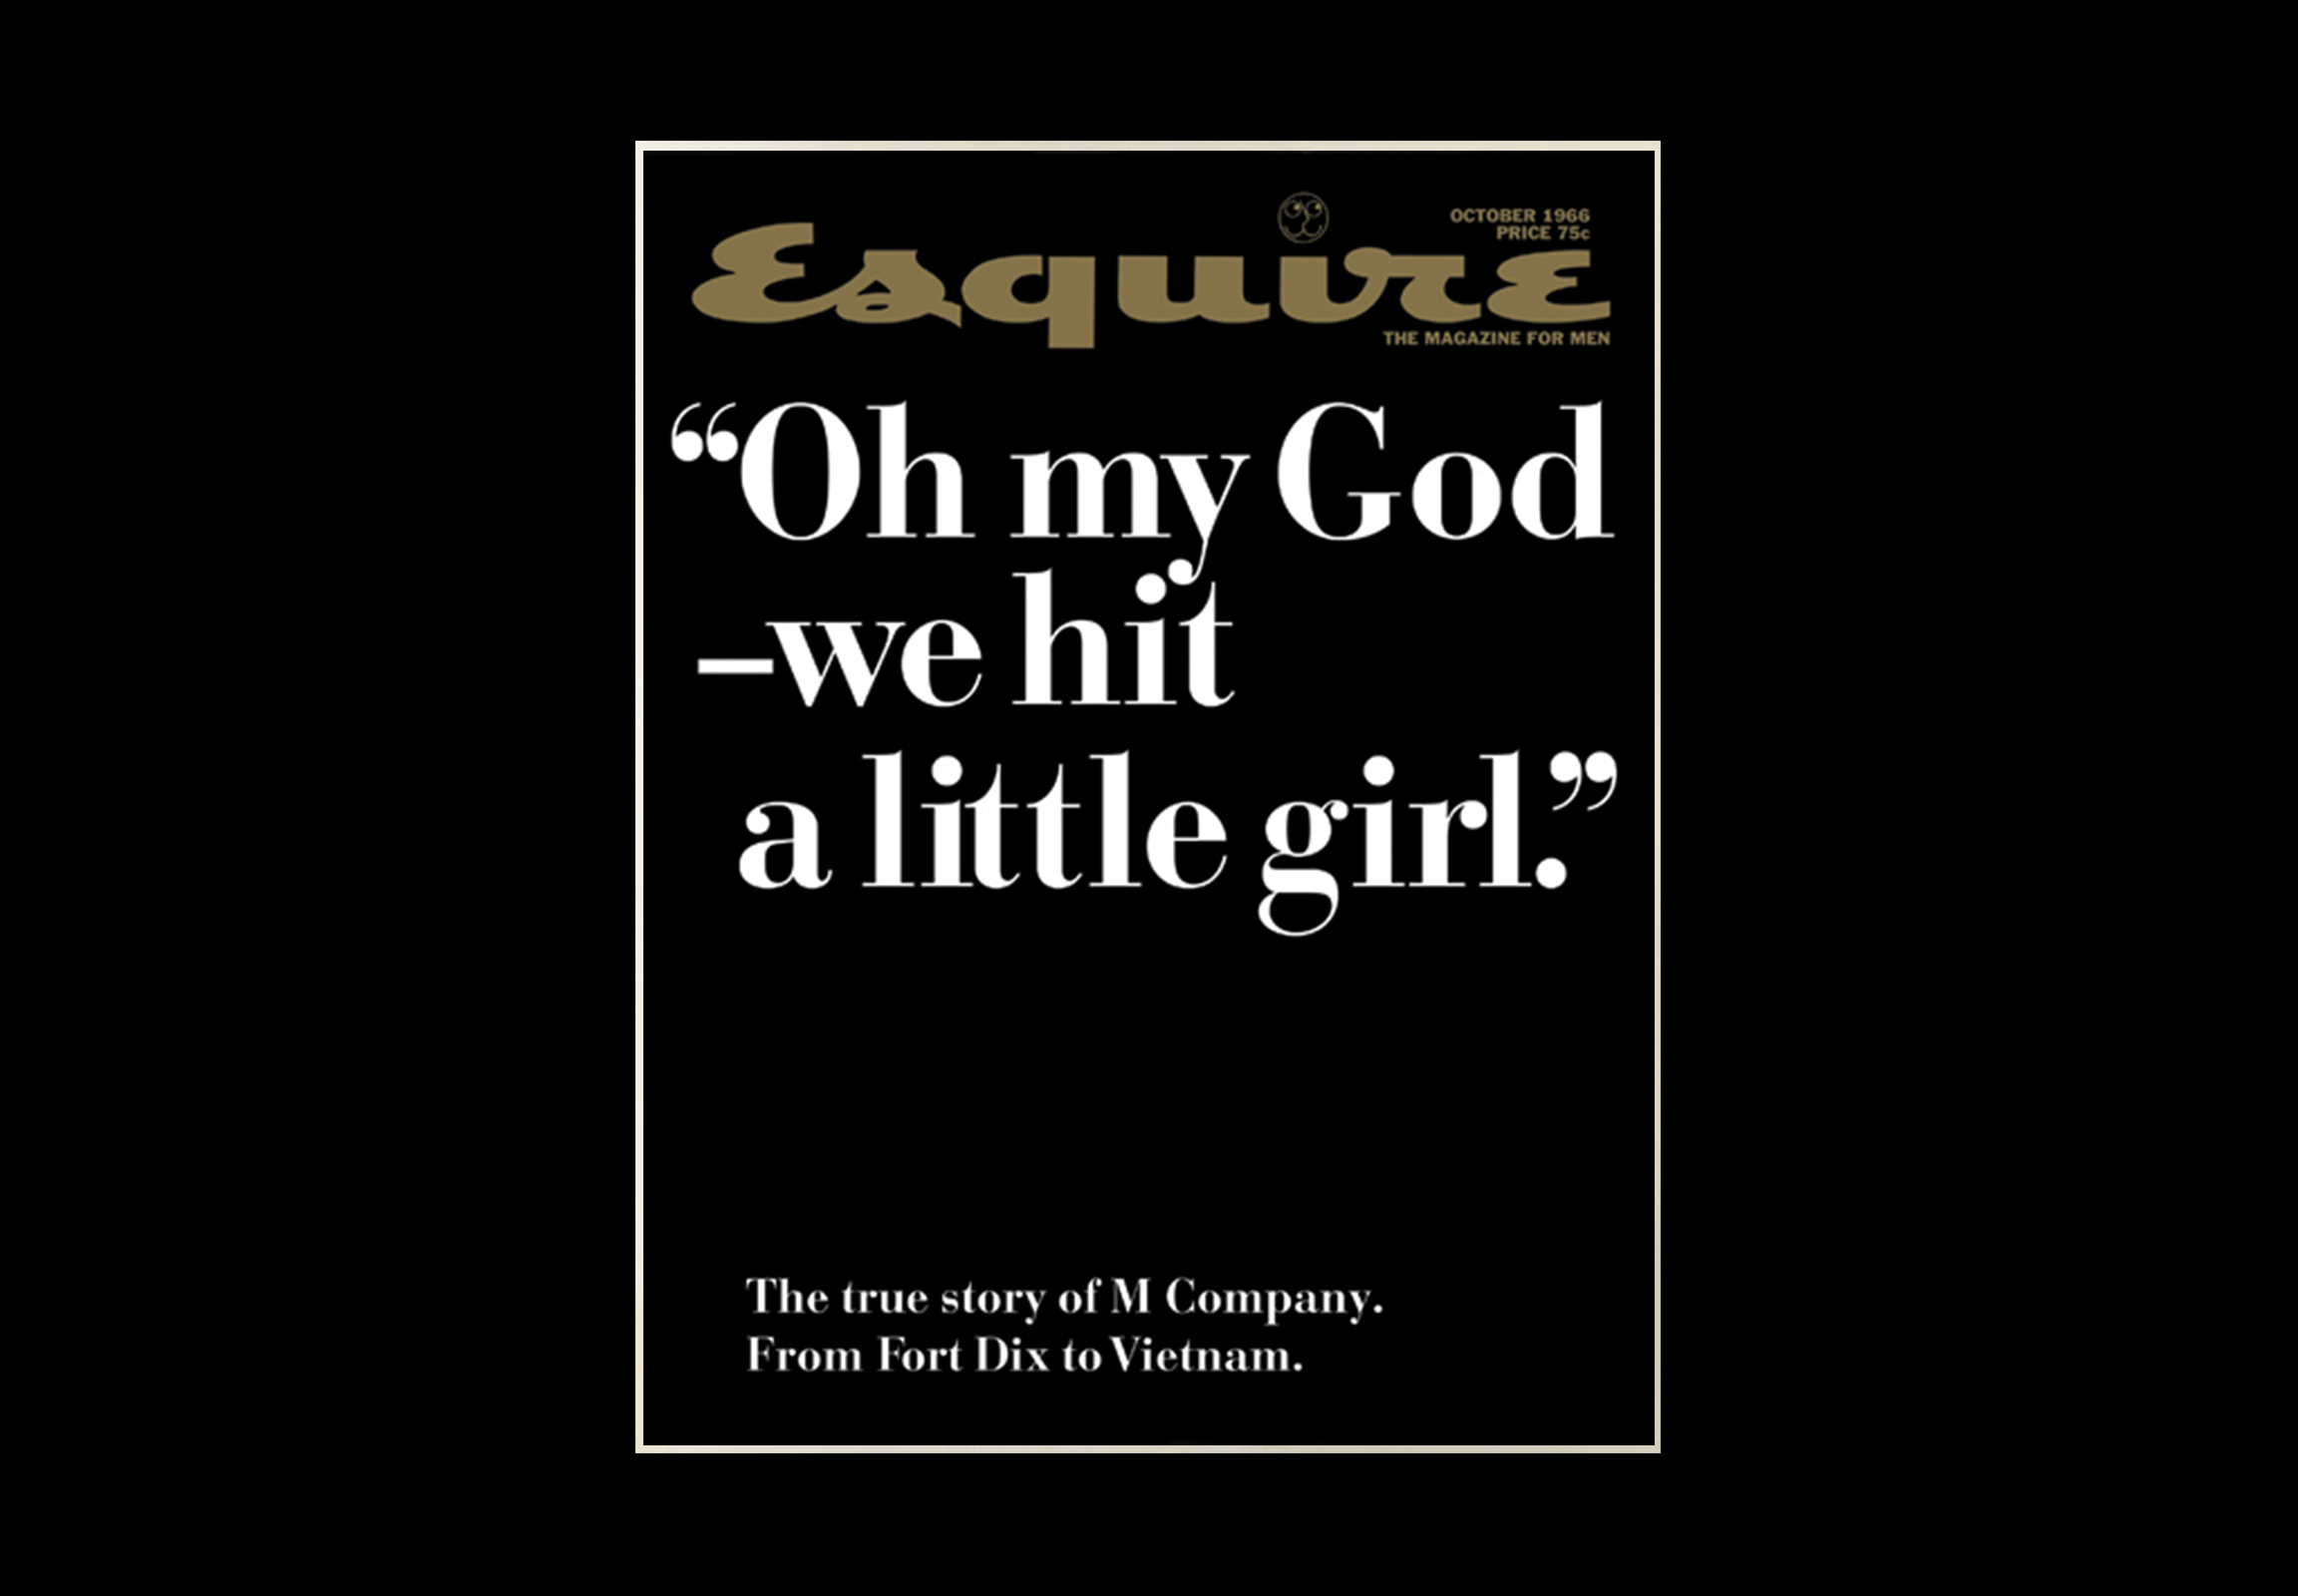 OCTOBER 1966
PRICE 75c
Esquire
THE MAGAZINE FOR MEN
“Oh my God
–we hit
a little girl.”
The true story of M Company.
From Fort Dix to Vietnam.